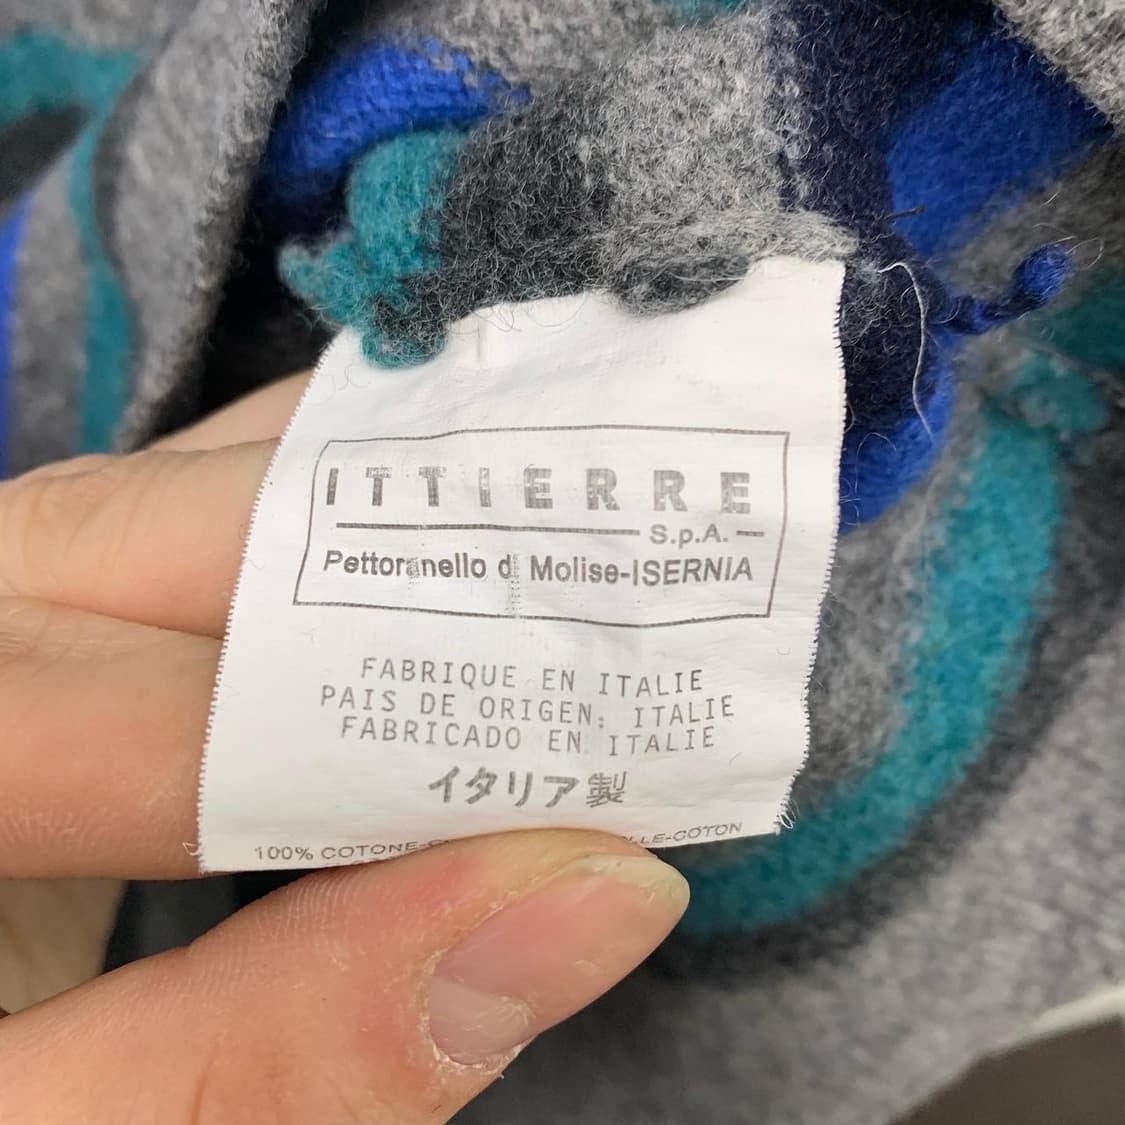 ITTIERRE
S.p.A.
Pettoranello di Molise-ISERNIA
FABRIQUE EN ITALIE
PAIS DE ORIGEN: ITALIE
FABRICADO EN ITALIE
イタリア製
100% COTONE
COTON